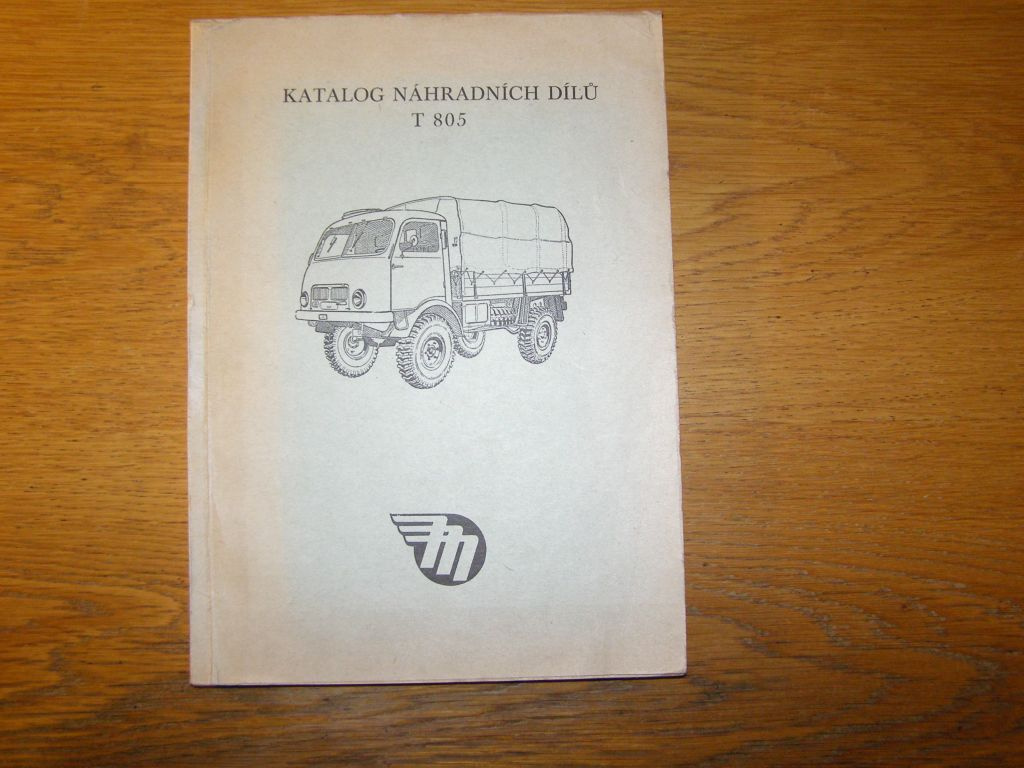 KATALOG NÁHRADNÍCH DÍLŮ
T 805